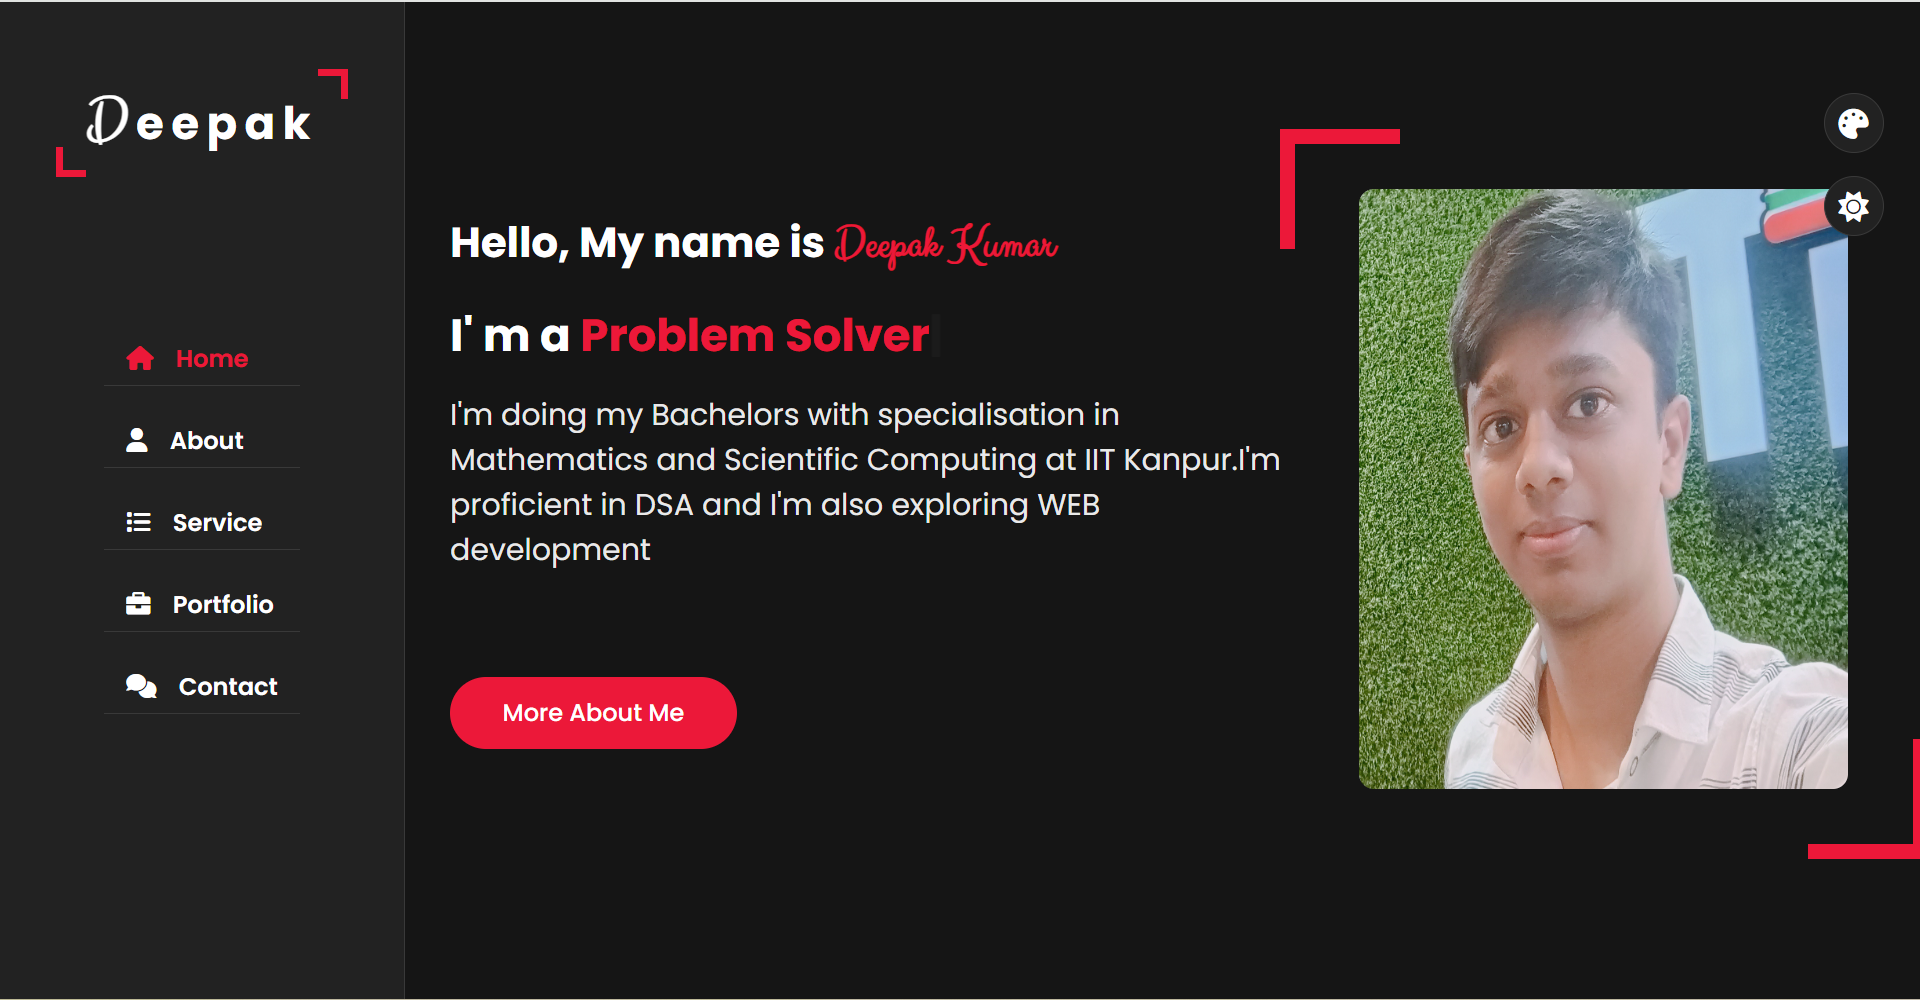 Deepak
Home
About
Service
Portfolio
Contact
Hello, My name is Deepak Kumar
I' m a Problem Solver
I'm doing my Bachelors with specialisation in
Mathematics and Scientific Computing at IIT Kanpur.I'm
proficient in DSA and I'm also exploring WEB
development
More About Me